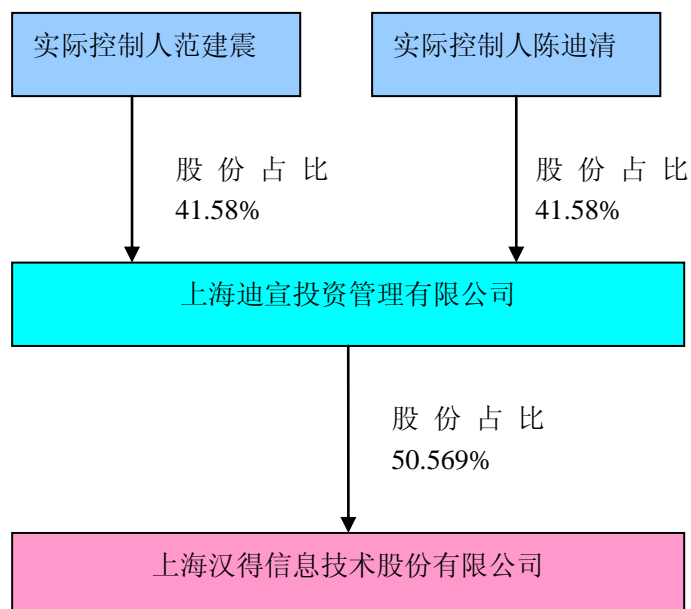 实际控制人范建震
实际控制人陈迪清
股份占比
41.58%
股份占比
41.58%
上海迪宣投资管理有限公司
股份占比
50.569%
上海汉得信息技术股份有限公司